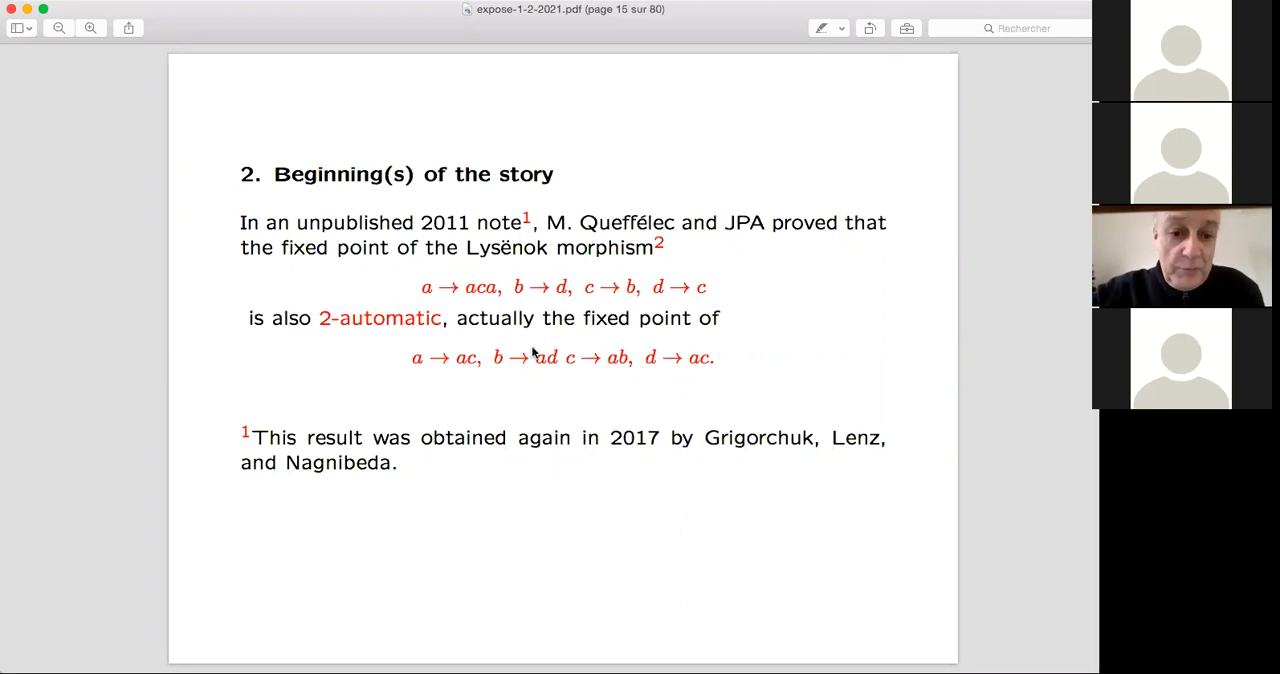 expose-1-2-2021.pdf (page 15 sur 80)
Rechercher
2. Beginning(s) of the story
In an unpublished 2011 note¹, M. Queffélec and JPA proved that
the fixed point of the Lysënok morphism²
a → aca, b → d, c → b, d → c
is also 2-automatic, actually the fixed point of
a → ac, b → ad c → ab, d → ac.
¹This result was obtained again in 2017 by Grigorchuk, Lenz,
and Nagnibeda.